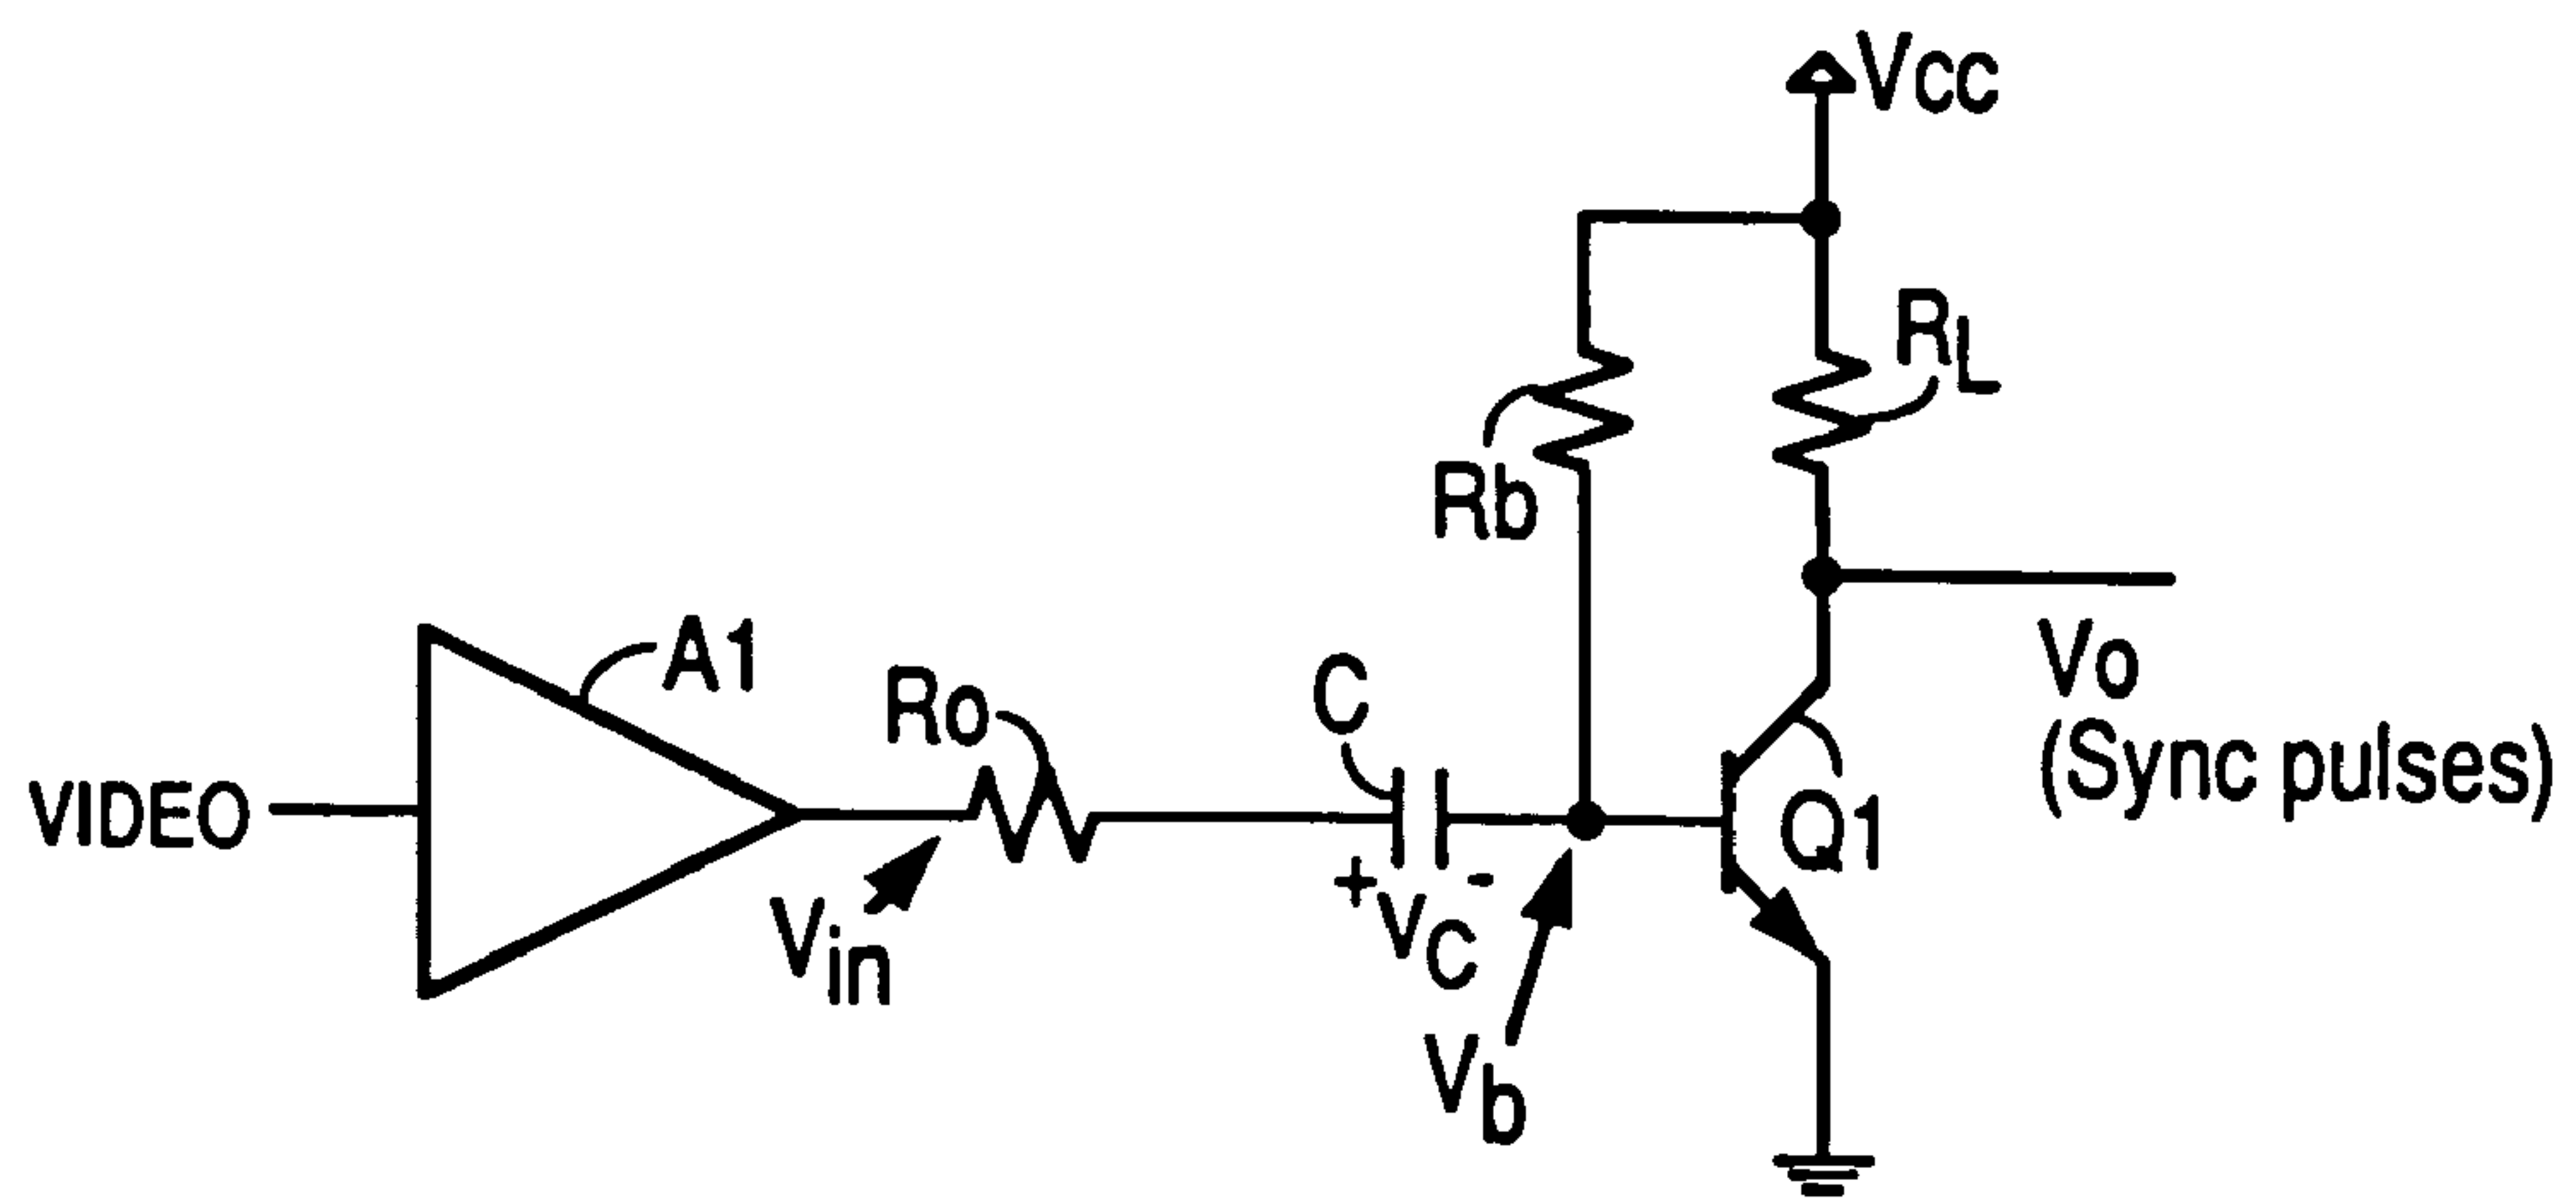 Vcc
RL
Rb
A1
Ro
C
VIDEO
Vo
(Sync pulses)
Q1
Vin
+ VC -
Vb